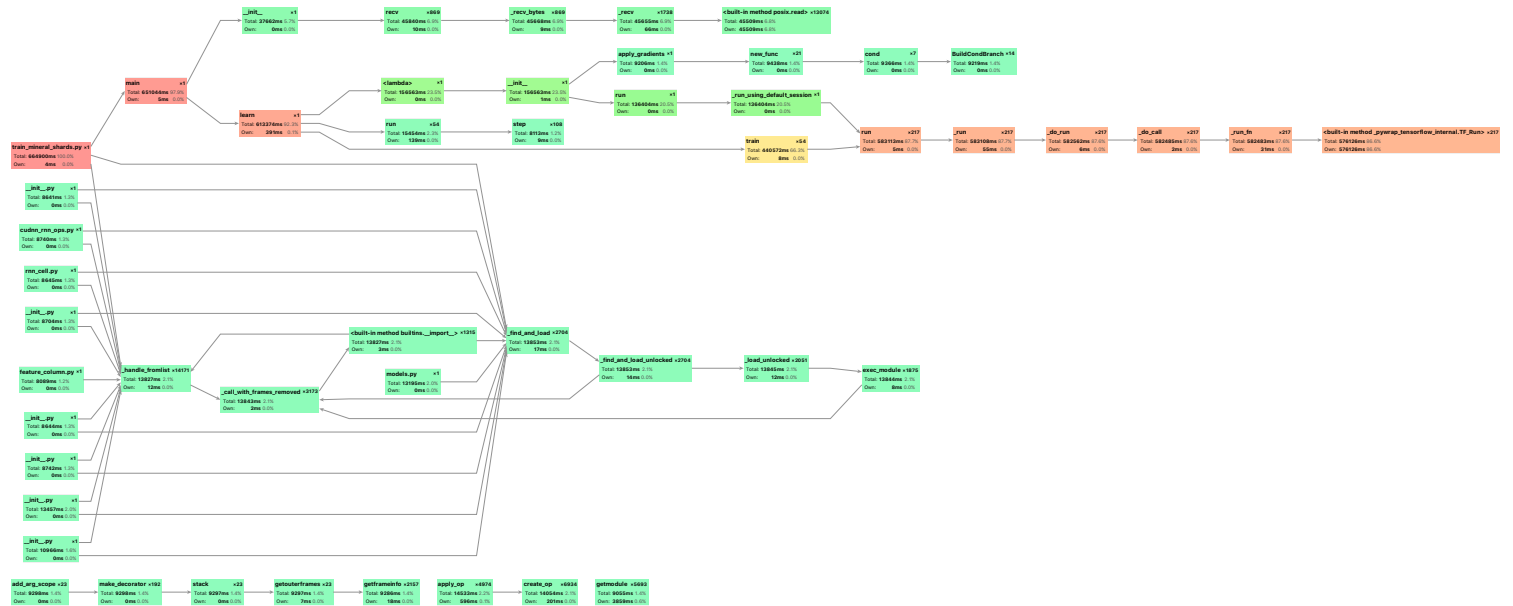 __init__ ×1
Total: 37662ms 5.7%
Own: 0ms 0.0%
recv ×869
Total: 45840ms 6.9%
Own: 10ms 0.0%
_recv_bytes ×869
Total: 45668ms 6.9%
Own: 9ms 0.0%
_recv ×1738
Total: 45655ms 6.9%
Own: 66ms 0.0%
<built-in method posix.read> ×13074
Total: 45509ms 6.8%
Own: 45509ms 6.8%
apply_gradients ×1
Total: 9206ms 1.4%
Own: 0ms 0.0%
new_func ×21
Total: 9438ms 1.4%
Own: 0ms 0.0%
cond ×7
Total: 9366ms 1.4%
Own: 0ms 0.0%
BuildCondBranch ×14
Total: 9219ms 1.4%
Own: 0ms 0.0%
main ×1
Total: 651044ms 97.9%
Own: 5ms 0.0%
<lambda> ×1
Total: 156563ms 23.5%
Own: 0ms 0.0%
__init__ ×1
Total: 156563ms 23.5%
Own: 1ms 0.0%
run ×1
Total: 136404ms 20.5%
Own: 0ms 0.0%
_run_using_default_session ×1
Total: 136404ms 20.5%
Own: 0ms 0.0%
learn ×1
Total: 613374ms 92.3%
Own: 391ms 0.1%
run ×54
Total: 15454ms 2.3%
Own: 139ms 0.0%
step ×108
Total: 8113ms 1.2%
Own: 9ms 0.0%
train ×54
Total: 440572ms 66.3%
Own: 8ms 0.0%
run ×217
Total: 583113ms 87.7%
Own: 5ms 0.0%
_run ×217
Total: 583108ms 87.7%
Own: 55ms 0.0%
_do_run ×217
Total: 582562ms 87.6%
Own: 6ms 0.0%
_do_call ×217
Total: 582485ms 87.6%
Own: 2ms 0.0%
_run_fn ×217
Total: 582483ms 87.6%
Own: 31ms 0.0%
<built-in method _pywrap_tensorflow_internal.TF_Run> ×217
Total: 576126ms 86.6%
Own: 576126ms 86.6%
train_mineral_shards.py ×1
Total: 664900ms 100.0%
Own: 4ms 0.0%
__init__.py ×1
Total: 8641ms 1.3%
Own: 0ms 0.0%
cudnn_rnn_ops.py ×1
Total: 8740ms 1.3%
Own: 0ms 0.0%
rnn_cell.py ×1
Total: 8645ms 1.3%
Own: 0ms 0.0%
__init__.py ×1
Total: 8704ms 1.3%
Own: 0ms 0.0%
<built-in method builtins.__import__> ×1315
Total: 13827ms 2.1%
Own: 3ms 0.0%
_find_and_load ×2704
Total: 13853ms 2.1%
Own: 17ms 0.0%
_find_and_load_unlocked ×2704
Total: 13853ms 2.1%
Own: 14ms 0.0%
_load_unlocked ×2051
Total: 13845ms 2.1%
Own: 12ms 0.0%
exec_module ×1875
Total: 13844ms 2.1%
Own: 8ms 0.0%
feature_column.py ×1
Total: 8089ms 1.2%
Own: 0ms 0.0%
_handle_fromlist ×14171
Total: 13827ms 2.1%
Own: 12ms 0.0%
models.py ×1
Total: 13195ms 2.0%
Own: 0ms 0.0%
_call_with_frames_removed ×3173
Total: 13843ms 2.1%
Own: 2ms 0.0%
__init__.py ×1
Total: 8644ms 1.3%
Own: 0ms 0.0%
__init__.py ×1
Total: 8742ms 1.3%
Own: 0ms 0.0%
__init__.py ×1
Total: 13457ms 2.0%
Own: 0ms 0.0%
__init__.py ×1
Total: 10966ms 1.6%
Own: 0ms 0.0%
add_arg_scope ×23
Total: 9298ms 1.4%
Own: 0ms 0.0%
make_decorator ×192
Total: 9298ms 1.4%
Own: 0ms 0.0%
stack ×23
Total: 9297ms 1.4%
Own: 0ms 0.0%
getouterframes ×23
Total: 9297ms 1.4%
Own: 7ms 0.0%
getframeinfo ×2157
Total: 9286ms 1.4%
Own: 18ms 0.0%
apply_op ×4974
Total: 14533ms 2.2%
Own: 596ms 0.1%
create_op ×6934
Total: 14054ms 2.1%
Own: 201ms 0.0%
getmodule ×5693
Total: 9055ms 1.4%
Own: 3859ms 0.6%